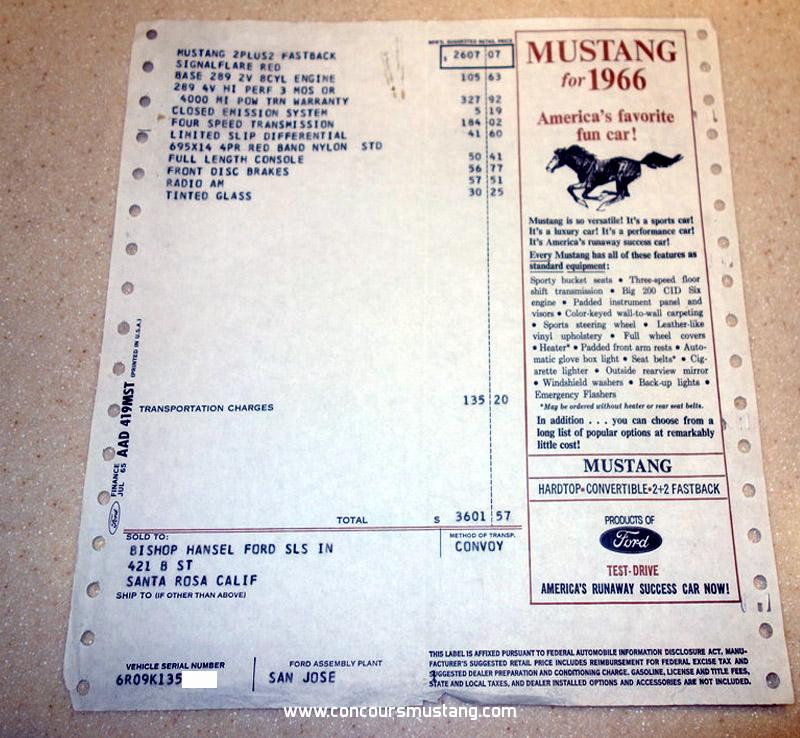 MFR'S. SUGGESTED RETAIL PRICE
MUSTANG 2PLUS2 FASTBACK $ 2607 07
SIGNALFLARE RED
BASE 289 2V 8CYL ENGINE 105 63
289 4V HI PERF 3 MOS OR
4000 MI POW TRN WARRANTY 327 92
CLOSED EMISSION SYSTEM 5 19
FOUR SPEED TRANSMISSION 184 02
LIMITED SLIP DIFFERENTIAL 41 60
695X14 4PR RED BAND NYLON STD
FULL LENGTH CONSOLE 50 41
FRONT DISC BRAKES 56 77
RADIO AM 57 51
TINTED GLASS 30 25
TRANSPORTATION CHARGES 135 20
TOTAL $ 3601 57
Ford FINANCE JUL 65 AAD 419MST (PRINTED IN U.S.A.)
SOLD TO:
BISHOP HANSEL FORD SLS IN
421 B ST
SANTA ROSA CALIF
SHIP TO (IF OTHER THAN ABOVE)
METHOD OF TRANSP.
CONVOY
VEHICLE SERIAL NUMBER
6R09K135
FORD ASSEMBLY PLANT
SAN JOSE
MUSTANG
for 1966
America's favorite
fun car!
Mustang is so versatile! It's a sports car!
It's a luxury car! It's a performance car!
It's America's runaway success car!
Every Mustang has all of these features as
standard equipment:
Sporty bucket seats • Three-speed floor
shift transmission • Big 200 CID Six
engine • Padded instrument panel and
visors • Color-keyed wall-to-wall carpeting
• Sports steering wheel • Leather-like
vinyl upholstery • Full wheel covers
• Heater* • Padded front arm rests • Auto-
matic glove box light • Seat belts* • Cig-
arette lighter • Outside rearview mirror
• Windshield washers • Back-up lights •
Emergency Flashers
*May be ordered without heater or rear seat belts.
In addition . . . you can choose from a
long list of popular options at remarkably
little cost!
MUSTANG
HARDTOP•CONVERTIBLE•2+2 FASTBACK
PRODUCTS OF
Ford
TEST-DRIVE
AMERICA'S RUNAWAY SUCCESS CAR NOW!
THIS LABEL IS AFFIXED PURSUANT TO FEDERAL AUTOMOBILE INFORMATION DISCLOSURE ACT. MANU-
FACTURER'S SUGGESTED RETAIL PRICE INCLUDES REIMBURSEMENT FOR FEDERAL EXCISE TAX AND
SUGGESTED DEALER PREPARATION AND CONDITIONING CHARGE. GASOLINE, LICENSE AND TITLE FEES,
STATE AND LOCAL TAXES, AND DEALER INSTALLED OPTIONS AND ACCESSORIES ARE NOT INCLUDED.
www.concoursmustang.com